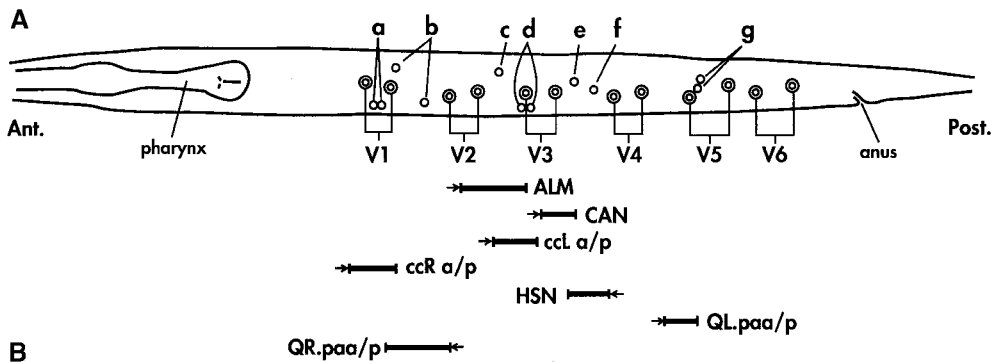 A
a b c d e f g
Ant. Post.
pharynx V1 V2 V3 V4 V5 V6 anus
ALM
CAN
ccL a/p
ccR a/p
HSN
QL.paa/p
B QR.paa/p